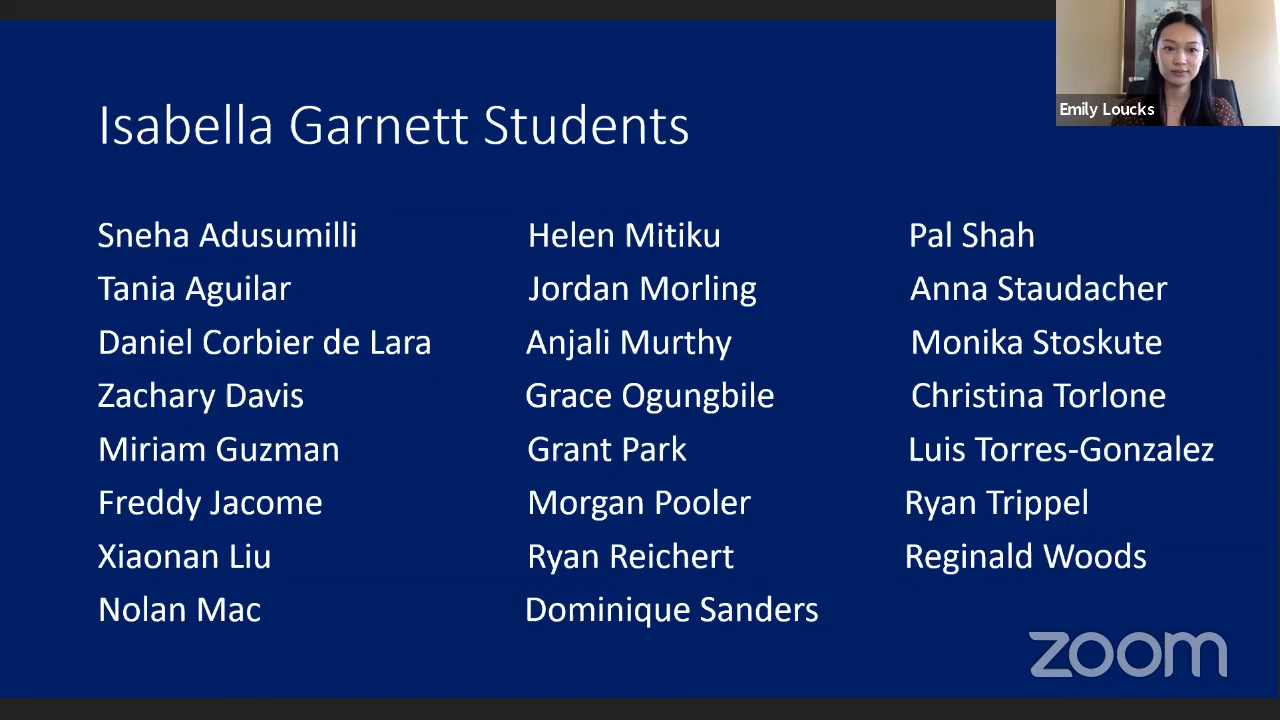 Emily Loucks
Isabella Garnett Students
Sneha Adusumilli
Tania Aguilar
Daniel Corbier de Lara
Zachary Davis
Miriam Guzman
Freddy Jacome
Xiaonan Liu
Nolan Mac
Helen Mitiku
Jordan Morling
Anjali Murthy
Grace Ogungbile
Grant Park
Morgan Pooler
Ryan Reichert
Dominique Sanders
Pal Shah
Anna Staudacher
Monika Stoskute
Christina Torlone
Luis Torres-Gonzalez
Ryan Trippel
Reginald Woods
zoom